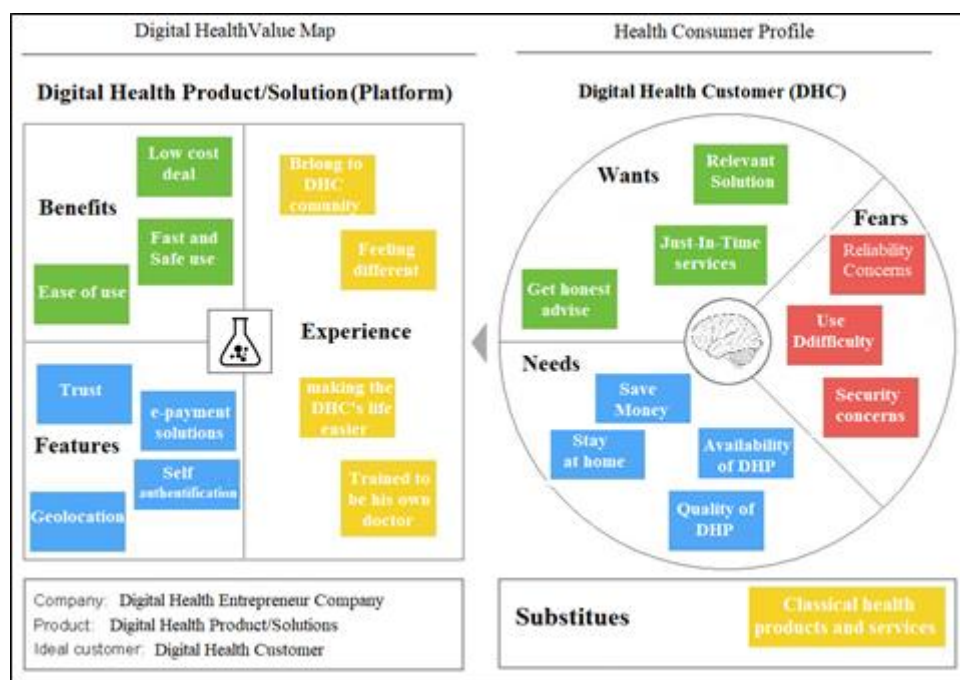 Digital HealthValue Map
Health Consumer Profile
Digital Health Product/Solution(Platform)
Digital Health Customer (DHC)
Benefits
Low cost
deal
Fast and
Safe use
Ease of use
Belong to
DHC
comunity
Feeling
different
Experience
making the
DHC's life
easier
Trained to
be his own
doctor
Trust
e-payment
solutions
Features
Self
authentification
Geolocation
Wants
Relevant
Solution
Just-In-Time
services
Get honest
advise
Fears
Reliability
Concerns
Use
Ddifficulty
Security
concerns
Needs
Save
Money
Stay
at home
Availability
of DHP
Quality of
DHP
Company: Digital Health Entrepreneur Company
Product: Digital Health Product/Solutions
Ideal customer: Digital Health Customer
Substitues
Classical health
products and services